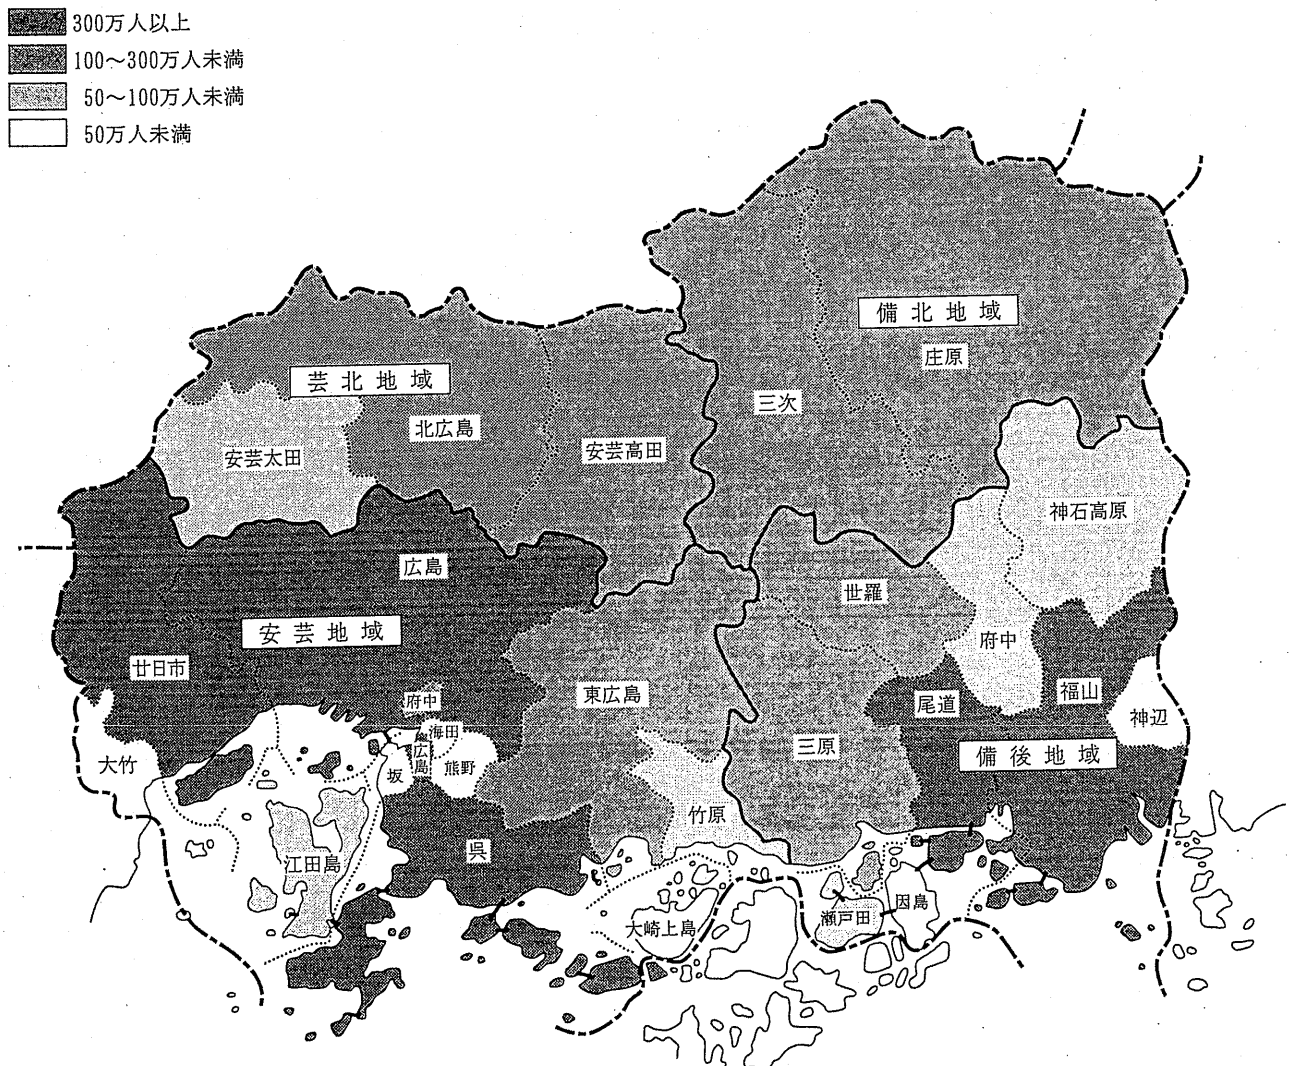 300万人以上
100～300万人未満
50～100万人未満
50万人未満
備北地域
庄原
三次
芸北地域
北広島
安芸高田
安芸太田
神石高原
広島
世羅
安芸地域
府中
廿日市
東広島
尾道
福山
府中
神辺
海田
三原
備後地域
広島
熊野
坂
大竹
竹原
呉
江田島
因島
瀬戸田
大崎上島